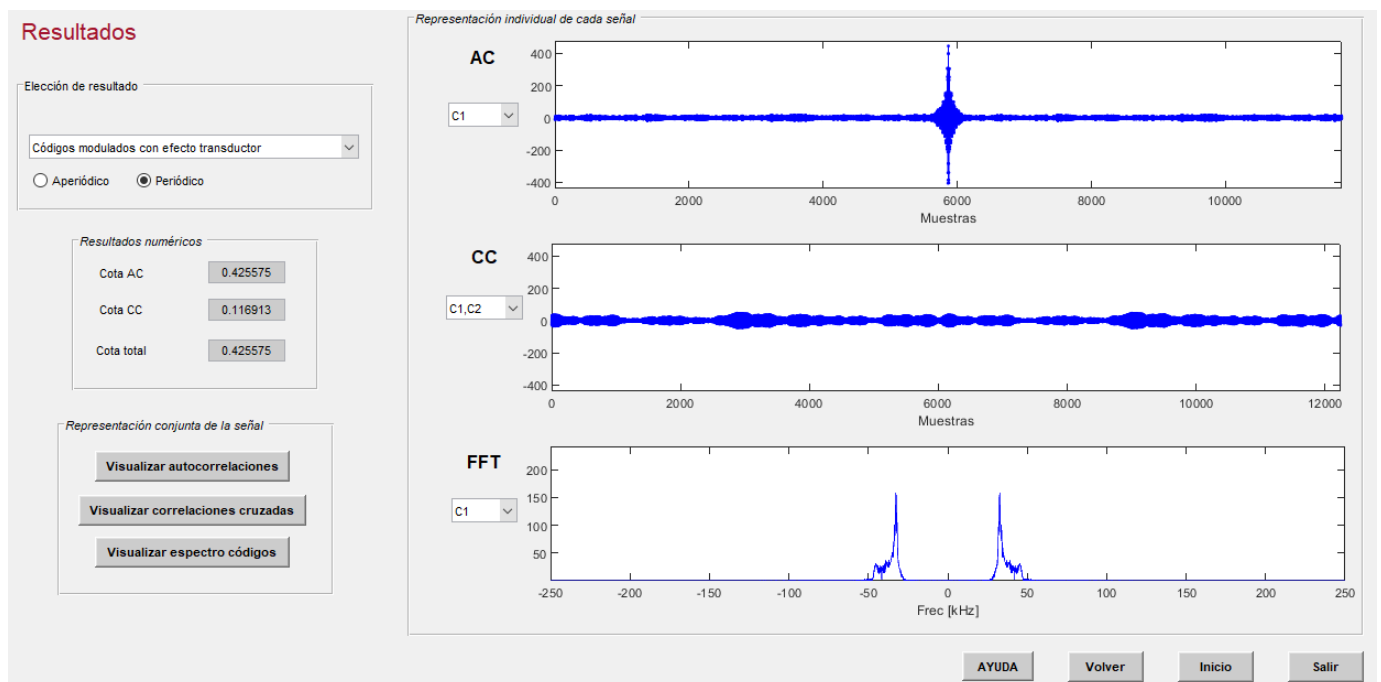 Resultados
Elección de resultado
Códigos modulados con efecto transductor
Aperiódico Periódico
Resultados numéricos
Cota AC 0.425575
Cota CC 0.116913
Cota total 0.425575
Representación conjunta de la señal
Visualizar autocorrelaciones
Visualizar correlaciones cruzadas
Visualizar espectro códigos
Representación individual de cada señal
AC
C1
400
200
0
-200
-400
0 2000 4000 6000 8000 10000
Muestras
CC
C1,C2
400
200
0
-200
-400
0 2000 4000 6000 8000 10000 12000
Muestras
FFT
C1
200
150
100
50
-250 -200 -150 -100 -50 0 50 100 150 200 250
Frec [kHz]
AYUDA Volver Inicio Salir